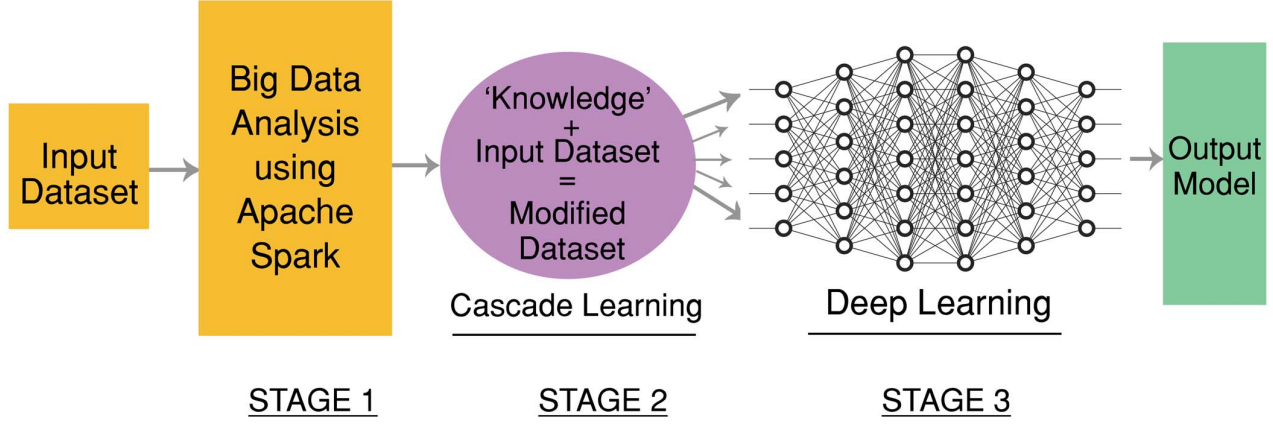 Input
Dataset
Big Data
Analysis
using
Apache
Spark
‘Knowledge’
+
Input Dataset
=
Modified
Dataset
Cascade Learning
Deep Learning
Output
Model
STAGE 1
STAGE 2
STAGE 3